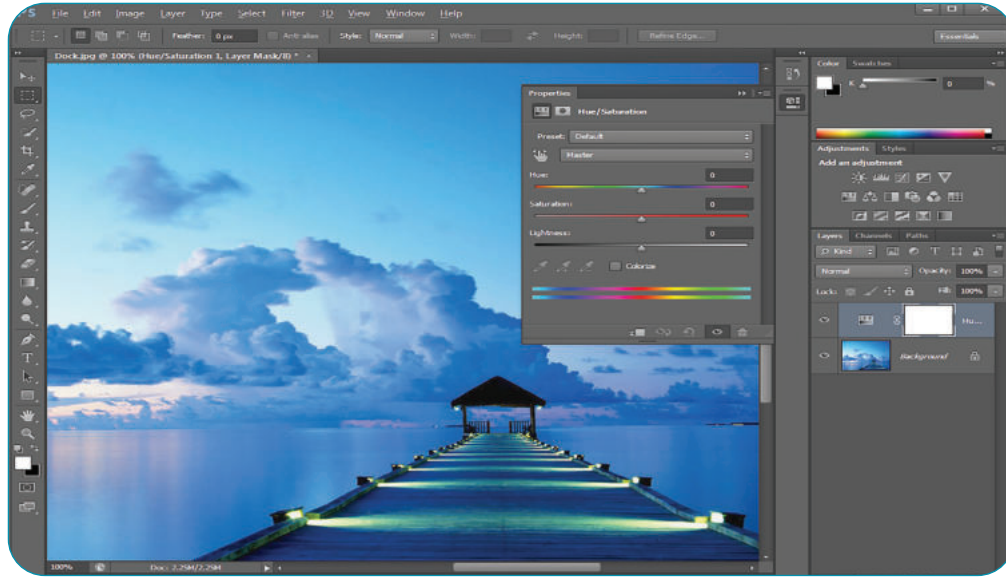 PS File Edit Image Layer Type Select Filter 3D View Window Help
Feather: 0 px Anti-alias Style: Normal Width: Height: Refine Edge... Essentials
Dock.jpg @ 100% (Hue/Saturation 1, Layer Mask/8) * ×
Color Swatches
K 0 %
Properties
Hue/Saturation
Preset: Default
Master
Hue: 0
Saturation: 0
Lightness: 0
Colorize
Adjustments Styles
Add an adjustment
Layers Channels Paths
Kind
Normal Opacity: 100%
Lock: Fill: 100%
Hu...
Background
100% Doc: 2.25M/2.25M